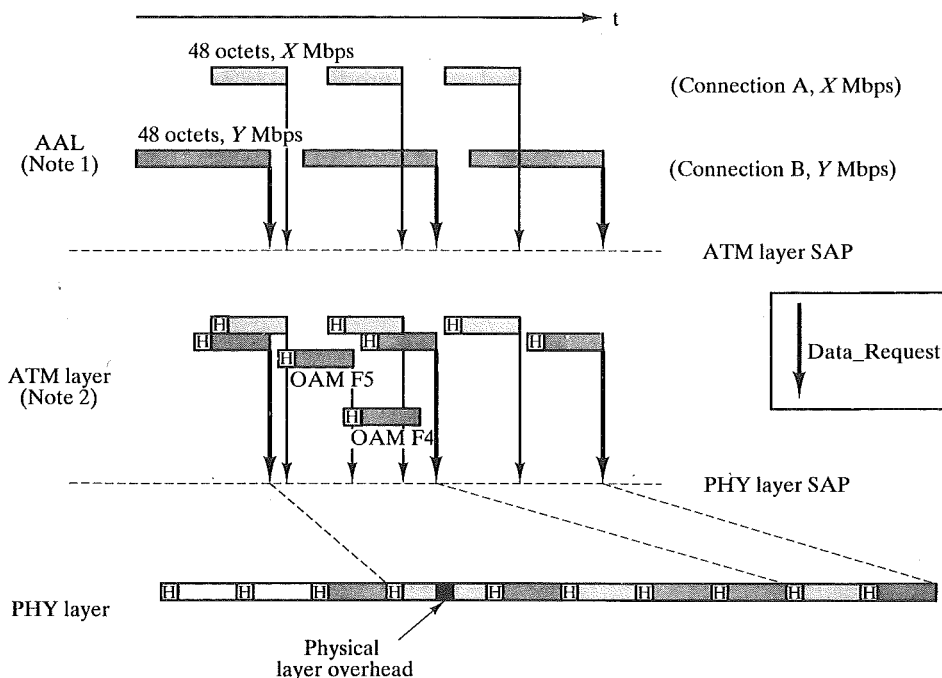 t
48 octets, X Mbps
(Connection A, X Mbps)
AAL
(Note 1)
48 octets, Y Mbps
(Connection B, Y Mbps)
ATM layer SAP
H
H
H
H
H
H
H
OAM F5
ATM layer
(Note 2)
Data_Request
H
OAM F4
PHY layer SAP
PHY layer
H H H H H H H H H H
Physical
layer overhead